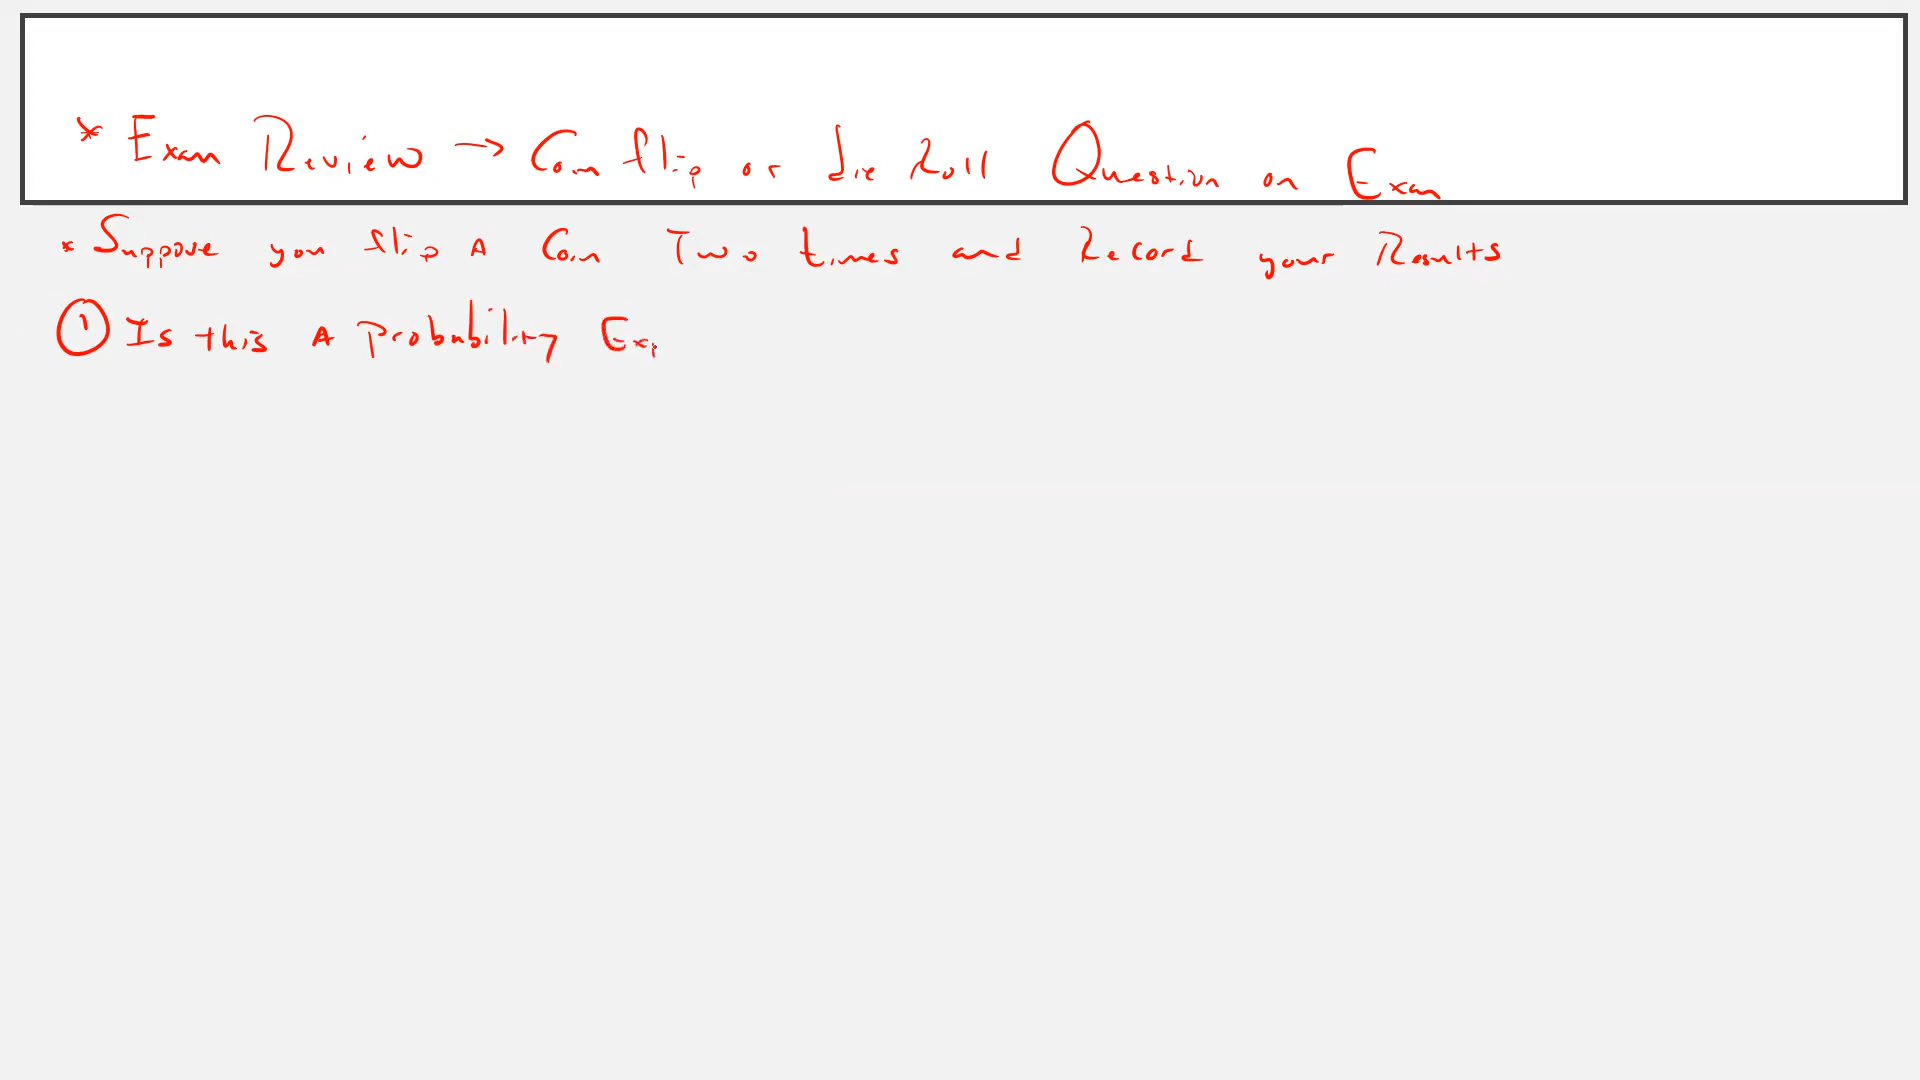 * Exam Review → Coin flip or die Roll Question on Exam
* Suppose you flip A Coin Two times and Record your Results
① Is this A Probability Exp